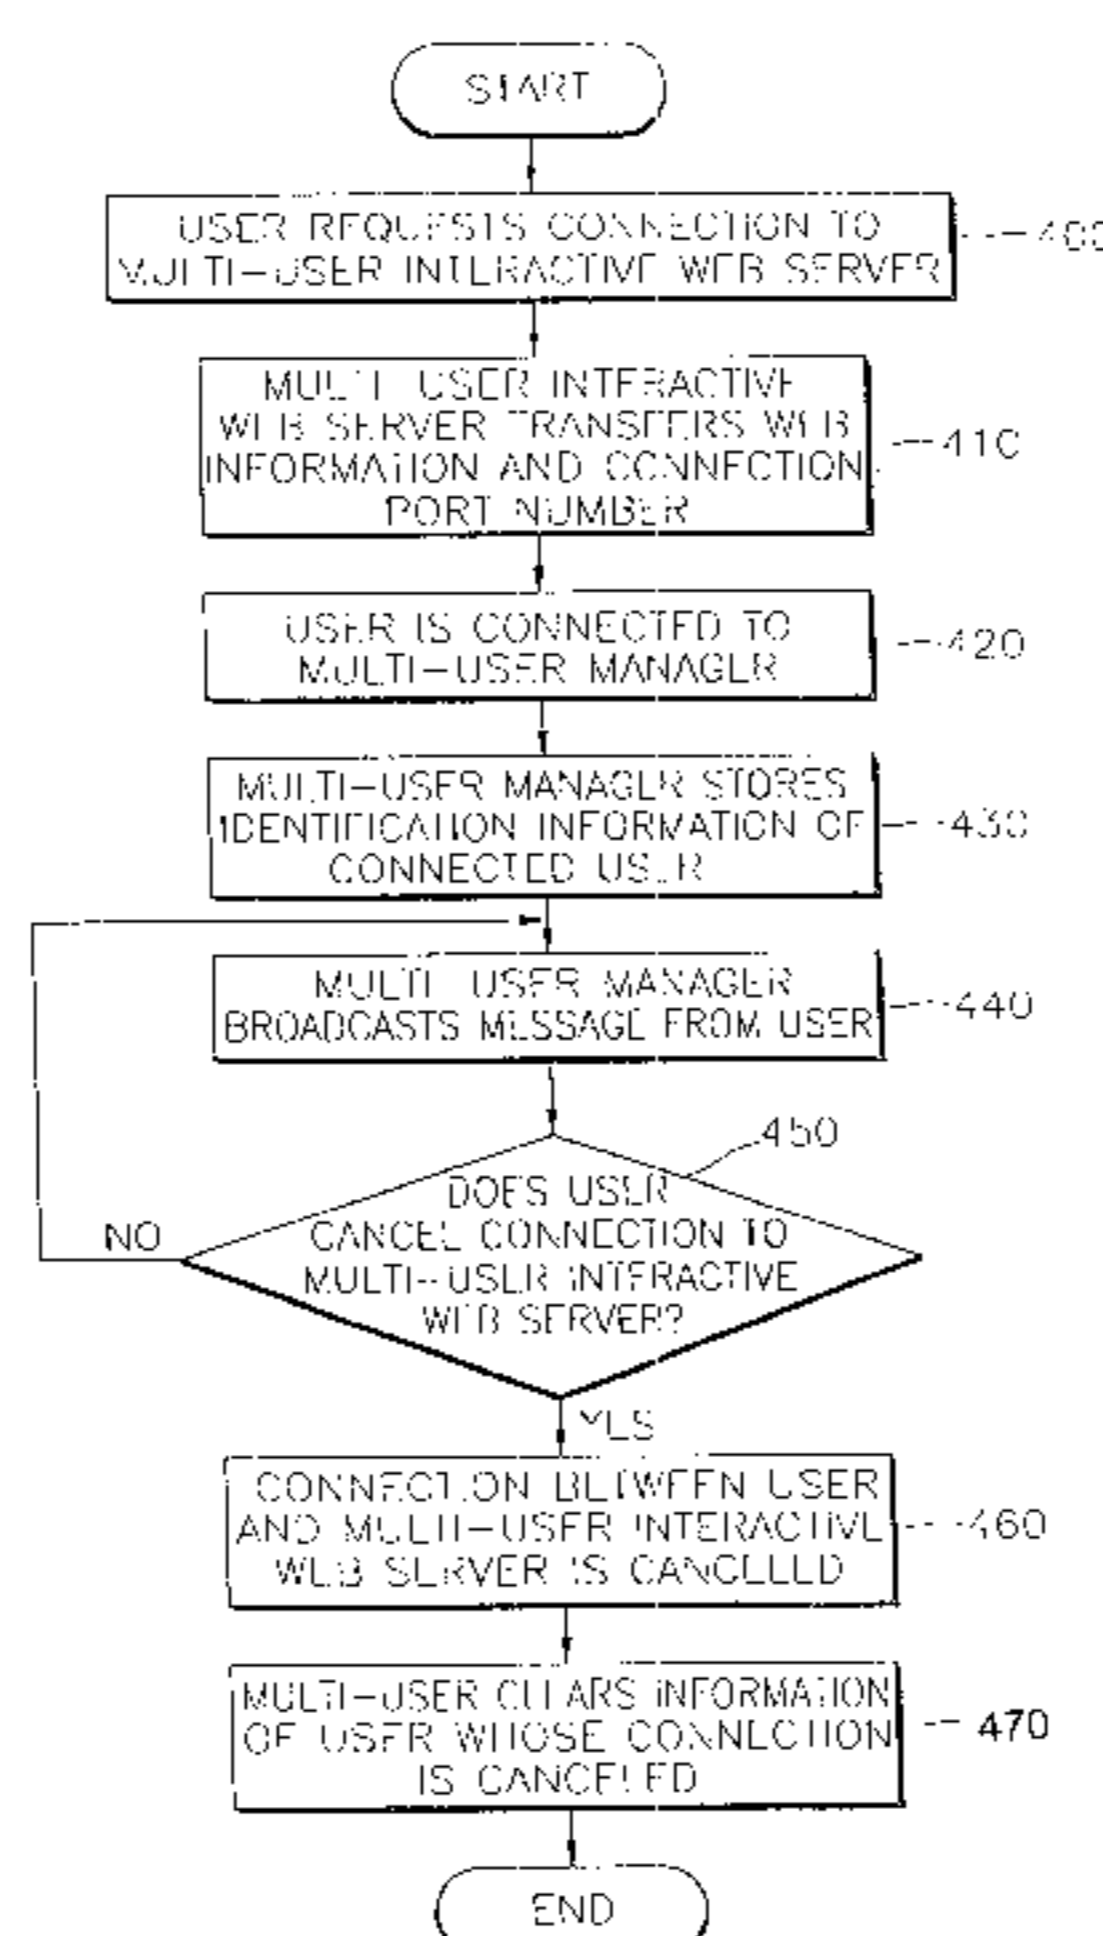 START
USER REQUESTS CONNECTION TO
MULTI-USER INTERACTIVE WEB SERVER
400
MULTI USER INTERACTIVE
WEB SERVER TRANSFERS WEB
INFORMATION AND CONNECTION
PORT NUMBER
410
USER IS CONNECTED TO
MULTI-USER MANAGER
420
MULTI-USER MANAGER STORES
IDENTIFICATION INFORMATION OF
CONNECTED USER
430
MULTI USER MANAGER
BROADCASTS MESSAGE FROM USER
440
450
DOES USER
CANCEL CONNECTION TO
MULTI-USER INTERACTIVE
WEB SERVER?
NO
YES
CONNECTION BETWEEN USER
AND MULTI-USER INTERACTIVE
WEB SERVER IS CANCELED
460
MULTI-USER CLEARS INFORMATION
OF USER WHOSE CONNECTION
IS CANCELED
470
END